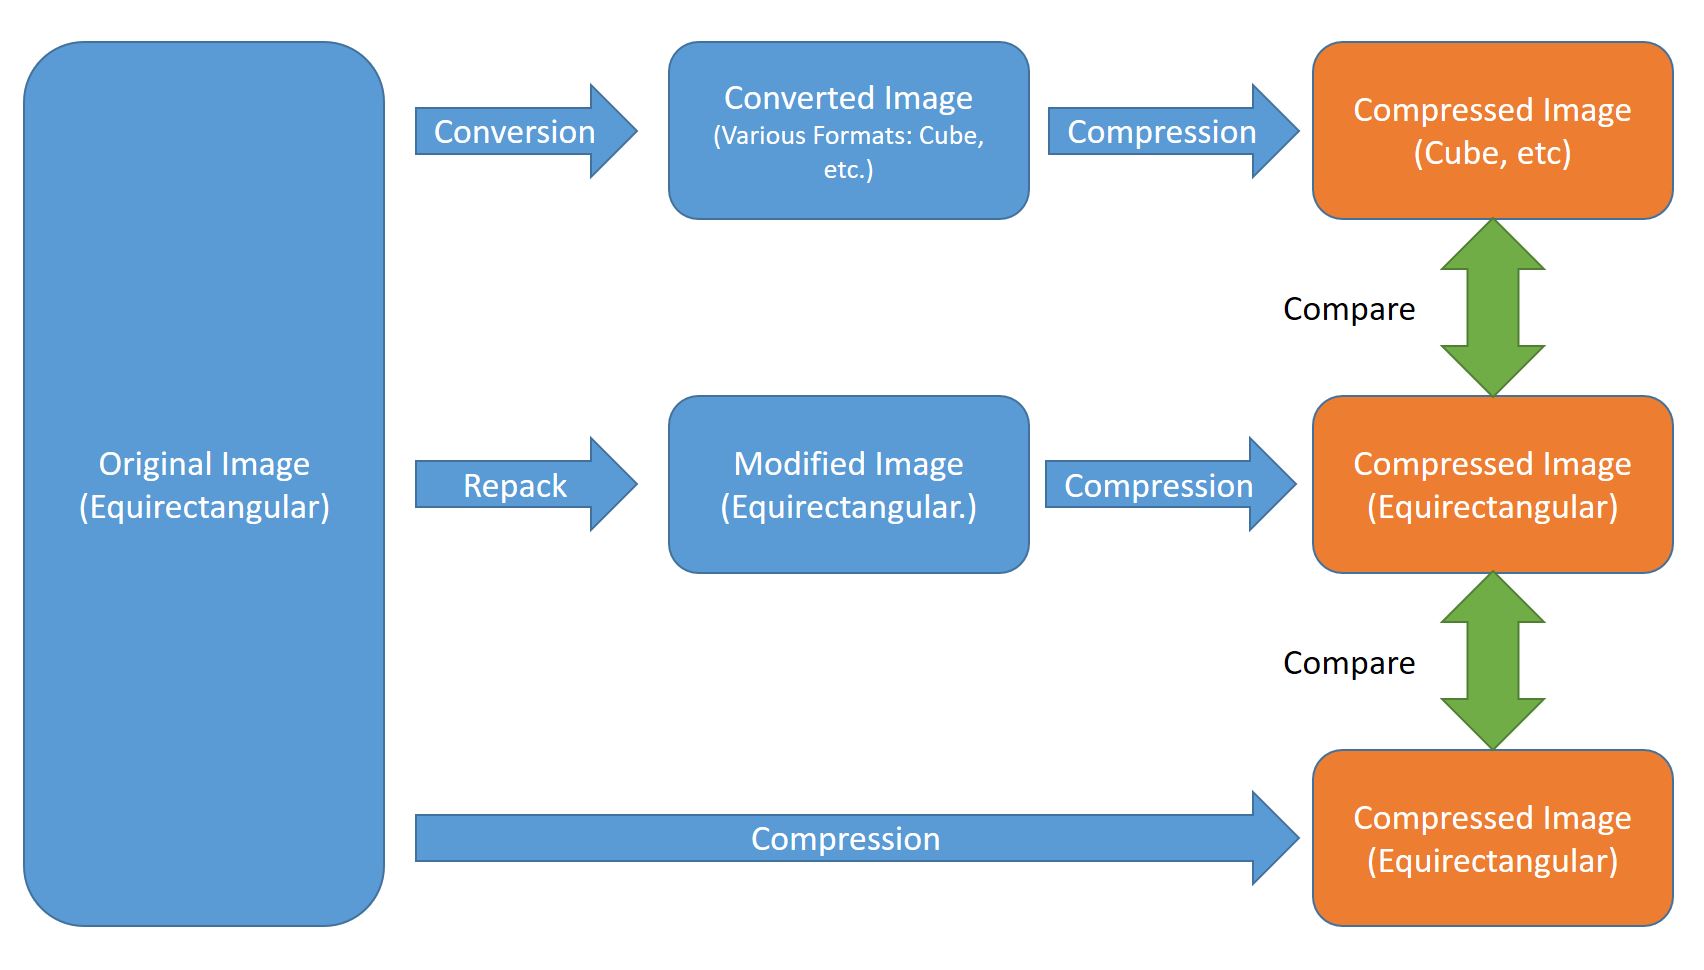 Conversion
Converted Image
(Various Formats: Cube,
etc.)
Compression
Compressed Image
(Cube, etc)
Compare
Original Image
(Equirectangular)
Repack
Modified Image
(Equirectangular.)
Compression
Compressed Image
(Equirectangular)
Compare
Compression
Compressed Image
(Equirectangular)